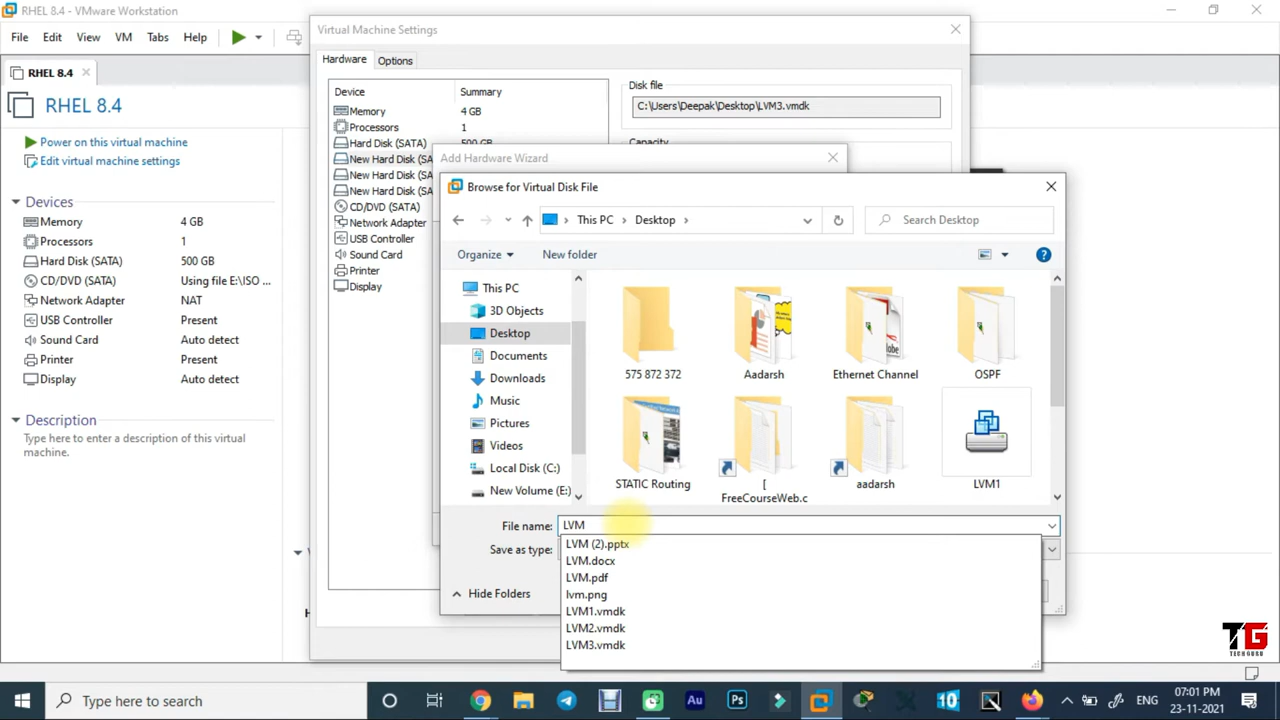 RHEL 8.4 - VMware Workstation
File Edit View VM Tabs Help
RHEL 8.4
RHEL 8.4
Power on this virtual machine
Edit virtual machine settings
Devices
Memory 4 GB
Processors 1
Hard Disk (SATA) 500 GB
CD/DVD (SATA) Using file E:\ISO ...
Network Adapter NAT
USB Controller Present
Sound Card Auto detect
Printer Present
Display Auto detect
Description
Type here to enter a description of this virtual
machine.
Virtual Machine Settings
Hardware Options
Device Summary
Memory 4 GB
Processors 1
Hard Disk (SATA) 500 GB
New Hard Disk (SA
New Hard Disk (SA
New Hard Disk (SA
CD/DVD (SATA)
Network Adapter
USB Controller
Sound Card
Printer
Display
Disk file
C:\Users\Deepak\Desktop\LVM3.vmdk
Capacity
Add Hardware Wizard
Browse for Virtual Disk File
This PC Desktop
Search Desktop
Organize New folder
This PC
3D Objects
Desktop
Documents
Downloads
Music
Pictures
Videos
Local Disk (C:)
New Volume (E:)
575 872 372
Aadarsh
Ethernet Channel
OSPF
STATIC Routing
[
FreeCourseWeb.c
aadarsh
LVM1
File name: LVM
Save as type:
LVM (2).pptx
LVM.docx
LVM.pdf
lvm.png
LVM1.vmdk
LVM2.vmdk
LVM3.vmdk
Hide Folders
TG
TECH GURU
Type here to search
Au
Ps
10
ENG
07:01 PM
23-11-2021